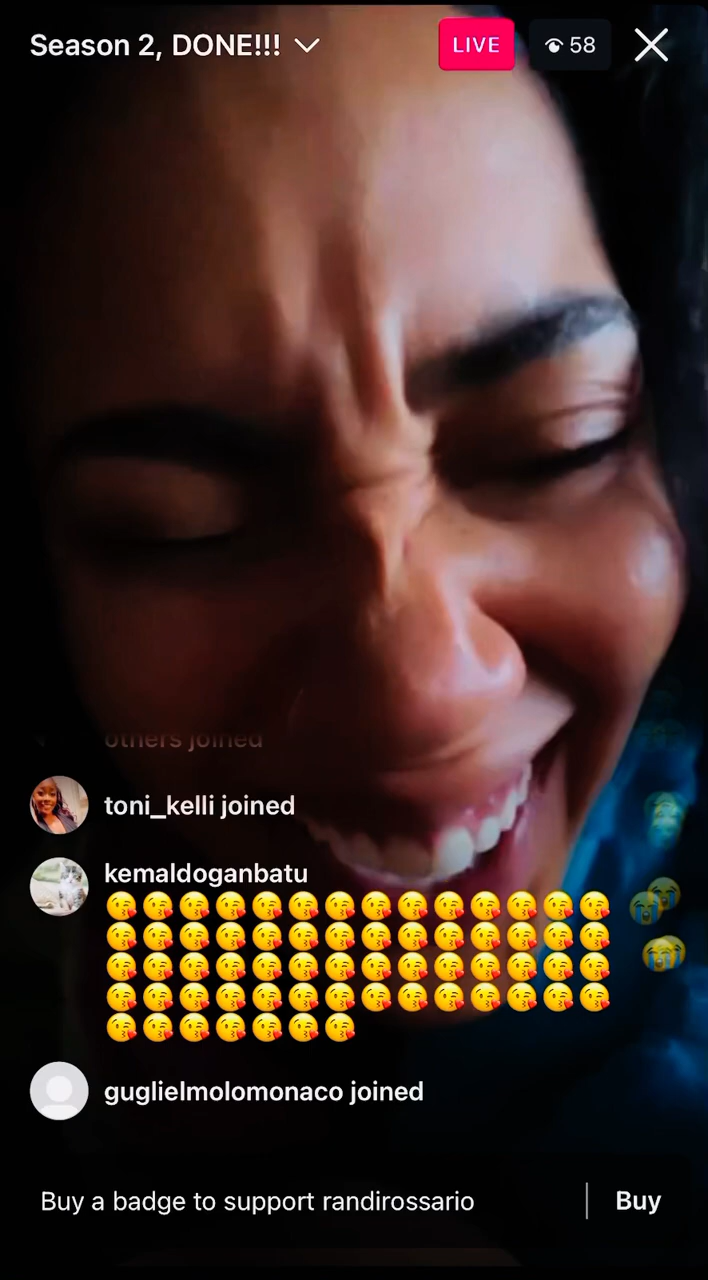 Season 2, DONE!!!
LIVE
58
others joined
toni_kelli joined
kemaldoganbatu
😘😘😘😘😘😘😘😘😘😘😘😘😘😘
😘😘😘😘😘😘😘😘😘😘😘😘😘😘
😘😘😘😘😘😘😘😘😘😘😘😘😘😘
😘😘😘😘😘😘😘😘😘😘😘😘😘😘
😘😘😘😘😘😘😘
guglielmolomonaco joined
Buy a badge to support randirossario
Buy